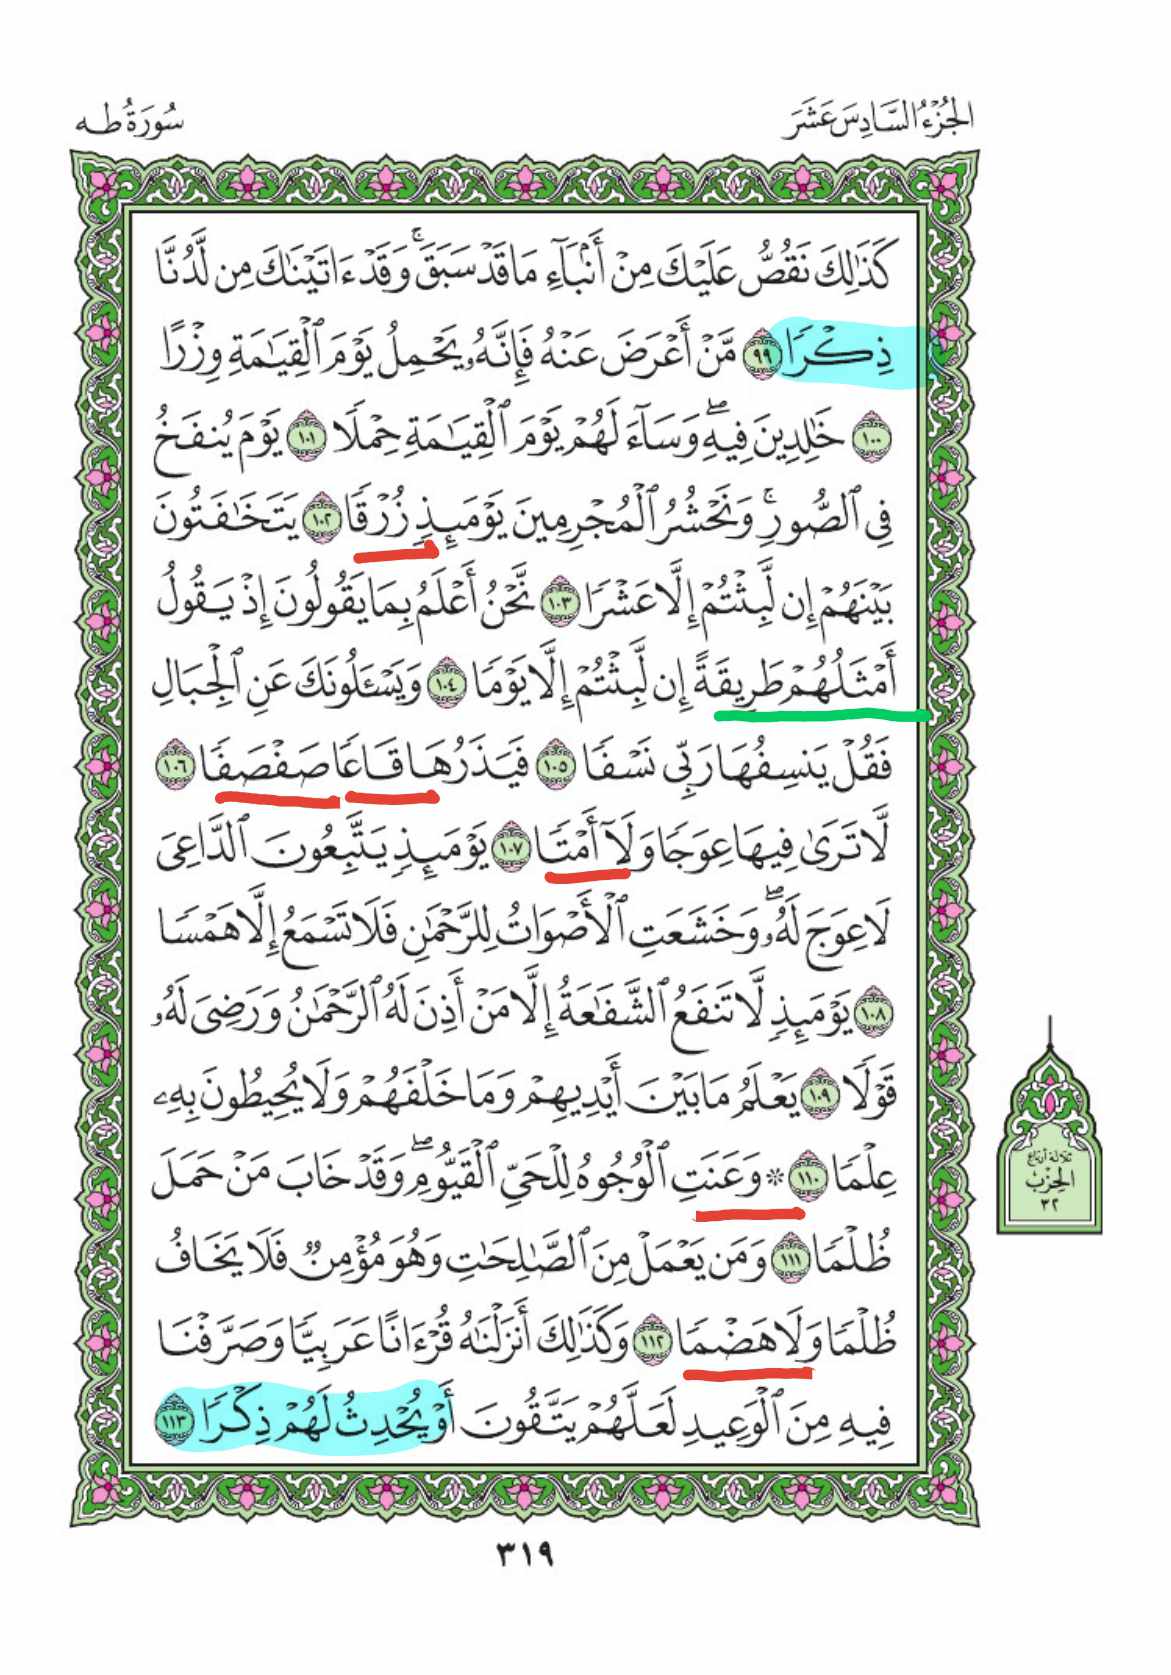 الجُزْءُ السَّادِسَ عَشَرَ
سُورَةُ طه
كَذَٰلِكَ نَقُصُّ عَلَيْكَ مِنْ أَنۢبَآءِ مَا قَدْ سَبَقَۚ وَقَدْ ءَاتَيْنَٰكَ مِن لَّدُنَّا
ذِكْرًا ٩٩ مَّنْ أَعْرَضَ عَنْهُ فَإِنَّهُۥ يَحْمِلُ يَوْمَ ٱلْقِيَٰمَةِ وِزْرًا
١٠٠ خَٰلِدِينَ فِيهِۖ وَسَآءَ لَهُمْ يَوْمَ ٱلْقِيَٰمَةِ حِمْلًا ١٠١ يَوْمَ يُنفَخُ
فِي ٱلصُّورِۚ وَنَحْشُرُ ٱلْمُجْرِمِينَ يَوْمَئِذٍ زُرْقًا ١٠٢ يَتَخَٰفَتُونَ
بَيْنَهُمْ إِن لَّبِثْتُمْ إِلَّا عَشْرًا ١٠٣ نَّحْنُ أَعْلَمُ بِمَا يَقُولُونَ إِذْ يَقُولُ
أَمْثَلُهُمْ طَرِيقَةً إِن لَّبِثْتُمْ إِلَّا يَوْمًا ١٠٤ وَيَسْـَٔلُونَكَ عَنِ ٱلْجِبَالِ
فَقُلْ يَنسِفُهَا رَبِّي نَسْفًا ١٠٥ فَيَذَرُهَا قَاعًا صَفْصَفًا ١٠٦
لَّا تَرَىٰ فِيهَا عِوَجًا وَلَآ أَمْتًا ١٠٧ يَوْمَئِذٍ يَتَّبِعُونَ ٱلدَّاعِيَ
لَا عِوَجَ لَهُۥۖ وَخَشَعَتِ ٱلْأَصْوَاتُ لِلرَّحْمَٰنِ فَلَا تَسْمَعُ إِلَّا هَمْسًا
١٠٨ يَوْمَئِذٍ لَّا تَنفَعُ ٱلشَّفَٰعَةُ إِلَّا مَنْ أَذِنَ لَهُ ٱلرَّحْمَٰنُ وَرَضِيَ لَهُۥ
قَوْلًا ١٠٩ يَعْلَمُ مَا بَيْنَ أَيْدِيهِمْ وَمَا خَلْفَهُمْ وَلَا يُحِيطُونَ بِهِۦ
عِلْمًا ١١٠ ۞ وَعَنَتِ ٱلْوُجُوهُ لِلْحَيِّ ٱلْقَيُّومِۖ وَقَدْ خَابَ مَنْ حَمَلَ
ظُلْمًا ١١١ وَمَن يَعْمَلْ مِنَ ٱلصَّٰلِحَٰتِ وَهُوَ مُؤْمِنٌ فَلَا يَخَافُ
ظُلْمًا وَلَا هَضْمًا ١١٢ وَكَذَٰلِكَ أَنزَلْنَٰهُ قُرْءَانًا عَرَبِيًّا وَصَرَّفْنَا
فِيهِ مِنَ ٱلْوَعِيدِ لَعَلَّهُمْ يَتَّقُونَ أَوْ يُحْدِثُ لَهُمْ ذِكْرًا ١١٣
ثلاثة أرباع
الحِزْب
٣٢
٣١٩